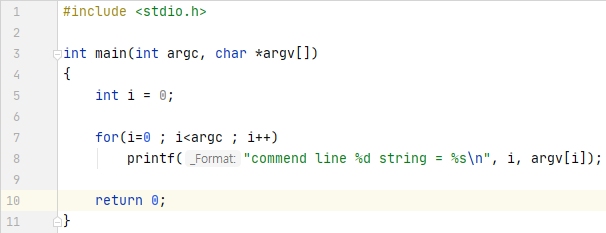 1 #include <stdio.h>
2
3 int main(int argc, char *argv[])
4 {
5     int i = 0;
6
7     for(i=0 ; i<argc ; i++)
8         printf( _Format: "commend line %d string = %s\n", i, argv[i]);
9
10     return 0;
11 }